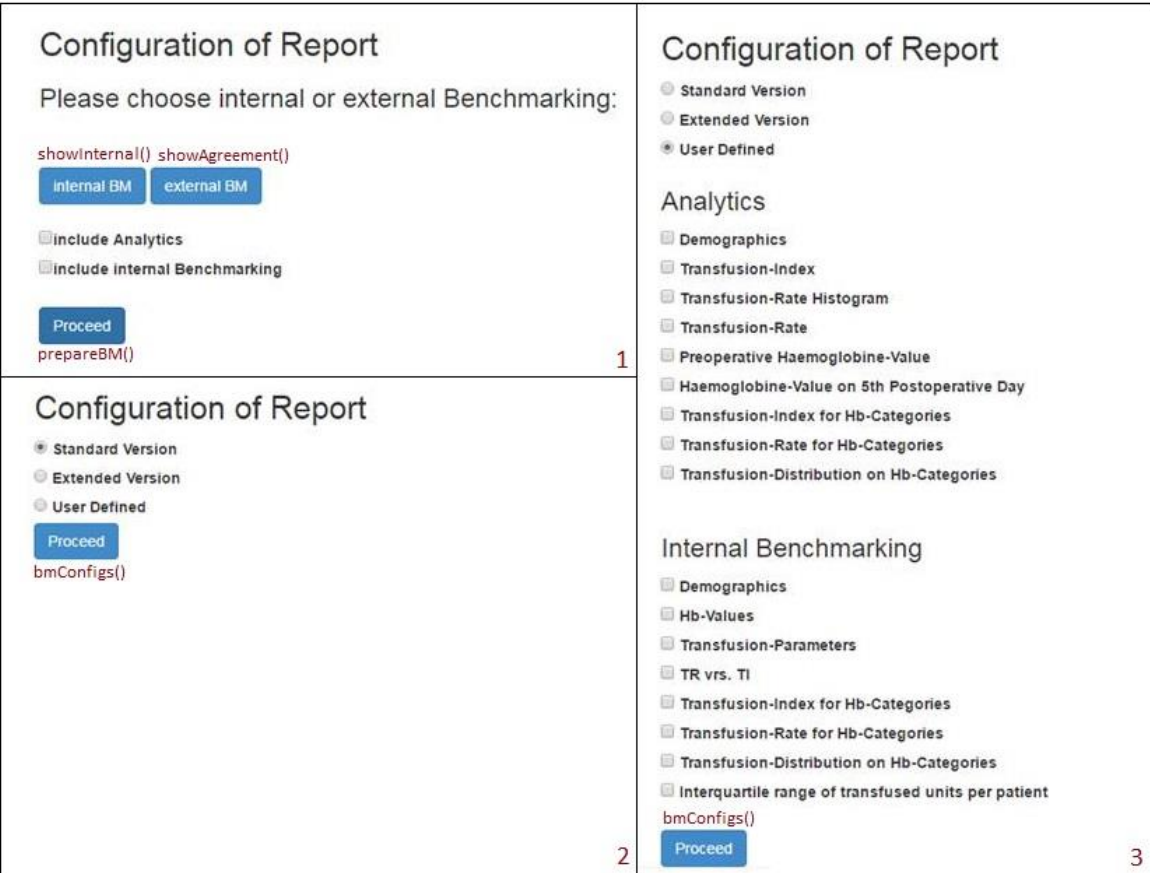 Configuration of Report
Please choose internal or external Benchmarking:
showInternal() showAgreement()
internal BM external BM
include Analytics
include internal Benchmarking
Proceed
prepareBM()
1
Configuration of Report
Standard Version
Extended Version
User Defined
Proceed
bmConfigs()
2
Configuration of Report
Standard Version
Extended Version
User Defined
Analytics
Demographics
Transfusion-Index
Transfusion-Rate Histogram
Transfusion-Rate
Preoperative Haemoglobine-Value
Haemoglobine-Value on 5th Postoperative Day
Transfusion-Index for Hb-Categories
Transfusion-Rate for Hb-Categories
Transfusion-Distribution on Hb-Categories
Internal Benchmarking
Demographics
Hb-Values
Transfusion-Parameters
TR vrs. TI
Transfusion-Index for Hb-Categories
Transfusion-Rate for Hb-Categories
Transfusion-Distribution on Hb-Categories
Interquartile range of transfused units per patient
bmConfigs()
Proceed
3